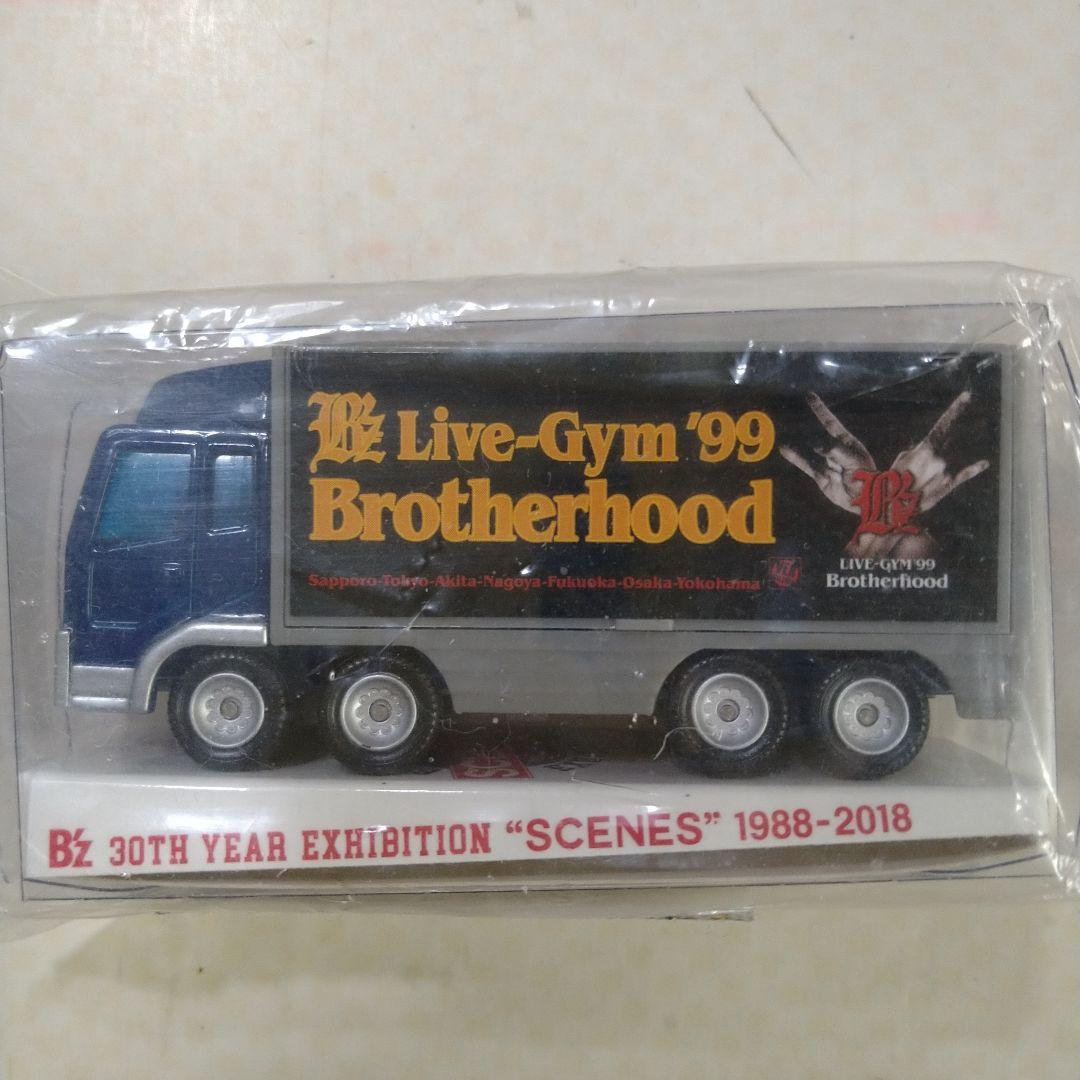 B'z Live-Gym '99
Brotherhood
Sapporo-Tokyo-Akita-Nagoya-Fukuoka-Osaka-Yokohama
B'z
LIVE-GYM'99
Brotherhood
B'z 30TH YEAR EXHIBITION “SCENES” 1988-2018